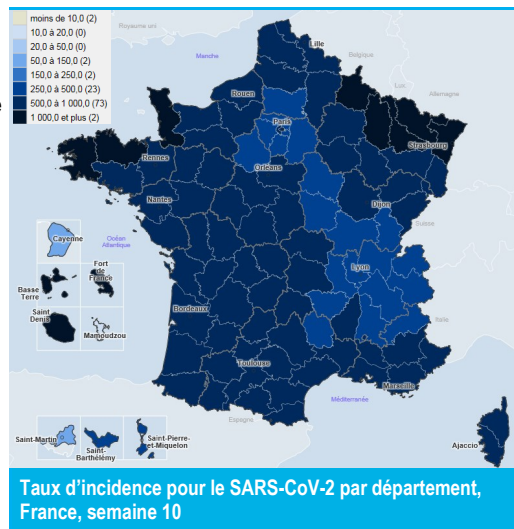 moins de 10,0 (2)
10,0 à 20,0 (0)
20,0 à 50,0 (0)
50,0 à 150,0 (2)
150,0 à 250,0 (2)
250,0 à 500,0 (23)
500,0 à 1 000,0 (73)
1 000,0 et plus (2)
Royaume uni
Manche
Lille
Belgique
Lux.
Allemagne
Rouen
Paris
Strasbourg
Rennes
Orléans
Nantes
Dijon
Suisse
Cayenne
Océan
Atlantique
Fort
de
France
Basse
Terre
Lyon
Saint
Denis
Mamoudzou
Bordeaux
Italie
Toulouse
Marseille
Méditerranée
Espagne
Saint-Martin
Saint-
Barthélémy
Saint-Pierre-
et-Miquelon
Ajaccio
Taux d’incidence pour le SARS-CoV-2 par département,
France, semaine 10